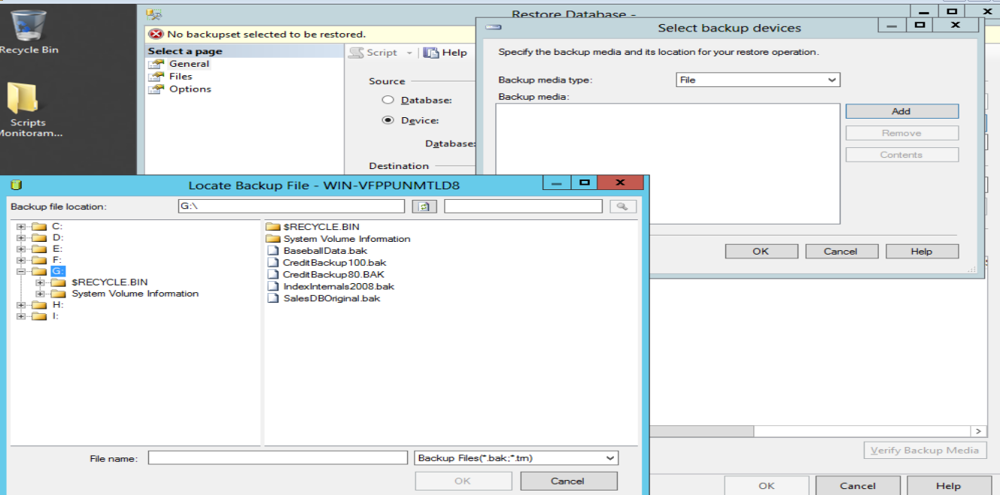 Recycle Bin
Scripts
Monitoram...
Restore Database -
No backupset selected to be restored.
Select a page
General
Files
Options
Script
Help
Source
Database:
Device:
Database:
Destination
Select backup devices
Specify the backup media and its location for your restore operation.
Backup media type:
File
Backup media:
Add
Remove
Contents
OK
Cancel
Help
Locate Backup File - WIN-VFPPUNMTLD8
Backup file location:
G:\
C:
D:
E:
F:
G:
$RECYCLE.BIN
System Volume Information
H:
I:
$RECYCLE.BIN
System Volume Information
BaseballData.bak
CreditBackup100.bak
CreditBackup80.BAK
IndexInternals2008.bak
SalesDBOriginal.bak
File name:
Backup Files(*.bak;*.trn)
OK
Cancel
Verify Backup Media
OK
Cancel
Help